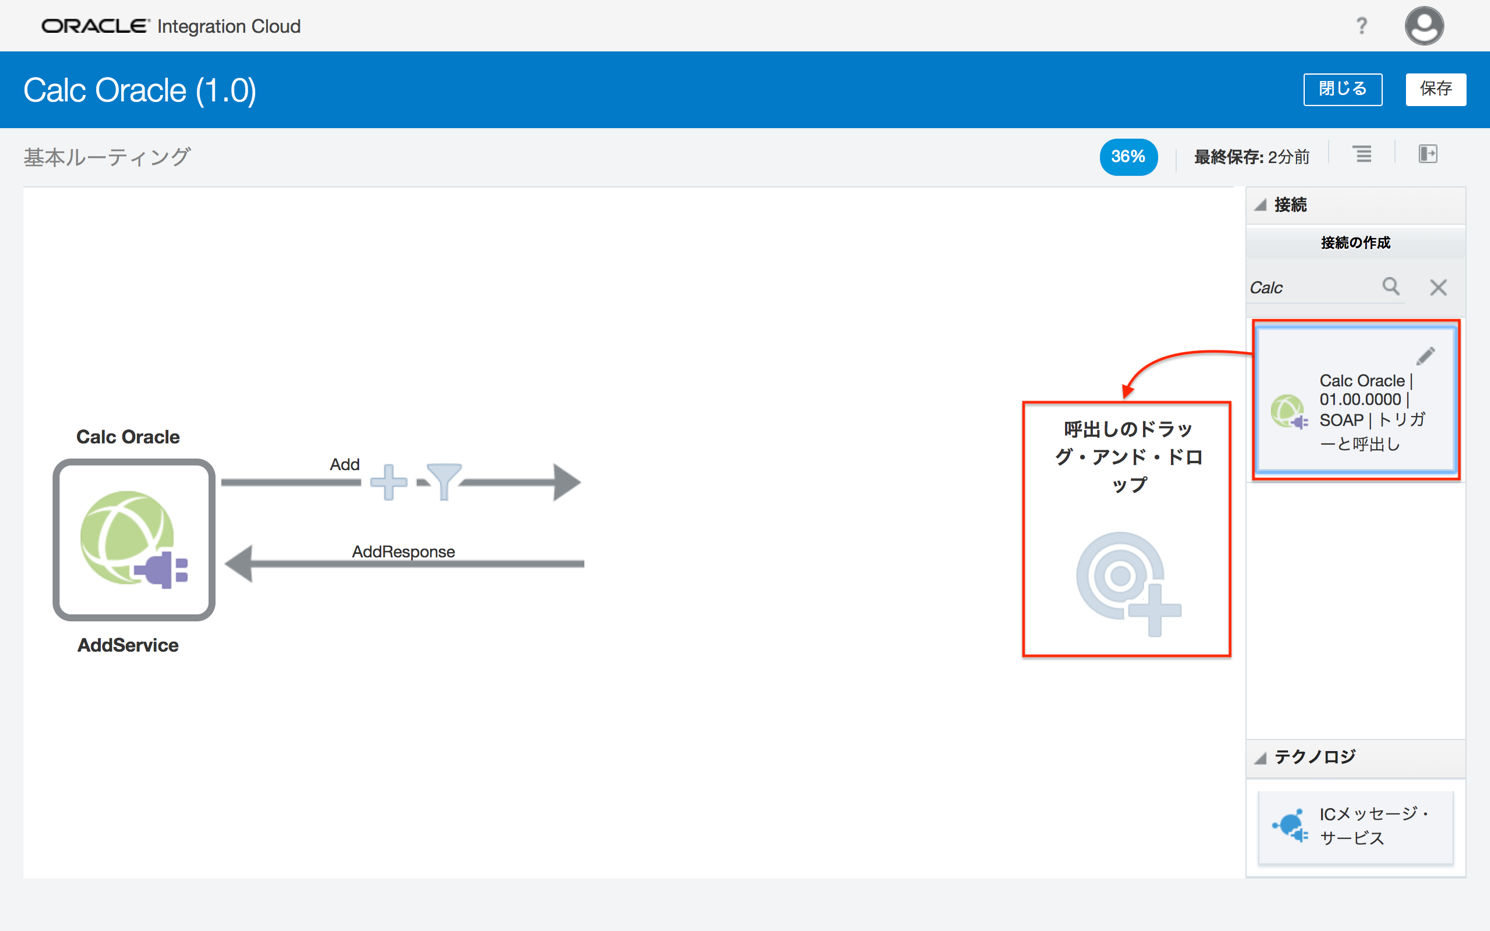 ORACLE Integration Cloud
?
Calc Oracle (1.0)
閉じる
保存
基本ルーティング
36%
最終保存: 2分前
接続
接続の作成
Calc
Calc Oracle |
01.00.0000 |
SOAP | トリガ
ーと呼出し
呼出しのドラッ
グ・アンド・ドロ
ップ
Calc Oracle
Add
AddResponse
AddService
テクノロジ
ICメッセージ・
サービス